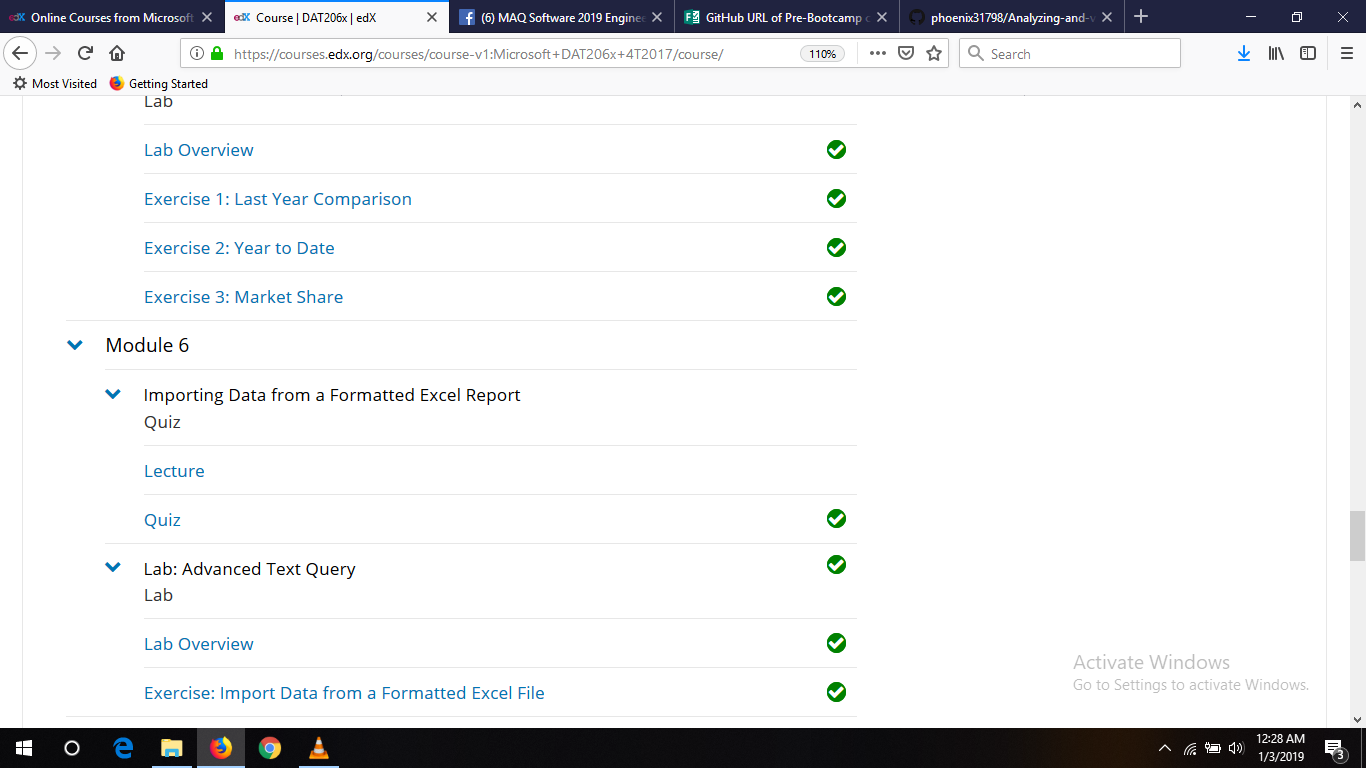 Online Courses from Microsoft
Course | DAT206x | edX
(6) MAQ Software 2019 Enginee
GitHub URL of Pre-Bootcamp c
phoenix31798/Analyzing-and-v
https://courses.edx.org/courses/course-v1:Microsoft+DAT206x+4T2017/course/
110%
Search
Most Visited
Getting Started
Lab
Lab Overview
Exercise 1: Last Year Comparison
Exercise 2: Year to Date
Exercise 3: Market Share
Module 6
Importing Data from a Formatted Excel Report
Quiz
Lecture
Quiz
Lab: Advanced Text Query
Lab
Lab Overview
Exercise: Import Data from a Formatted Excel File
Activate Windows
Go to Settings to activate Windows.
12:28 AM
1/3/2019
3